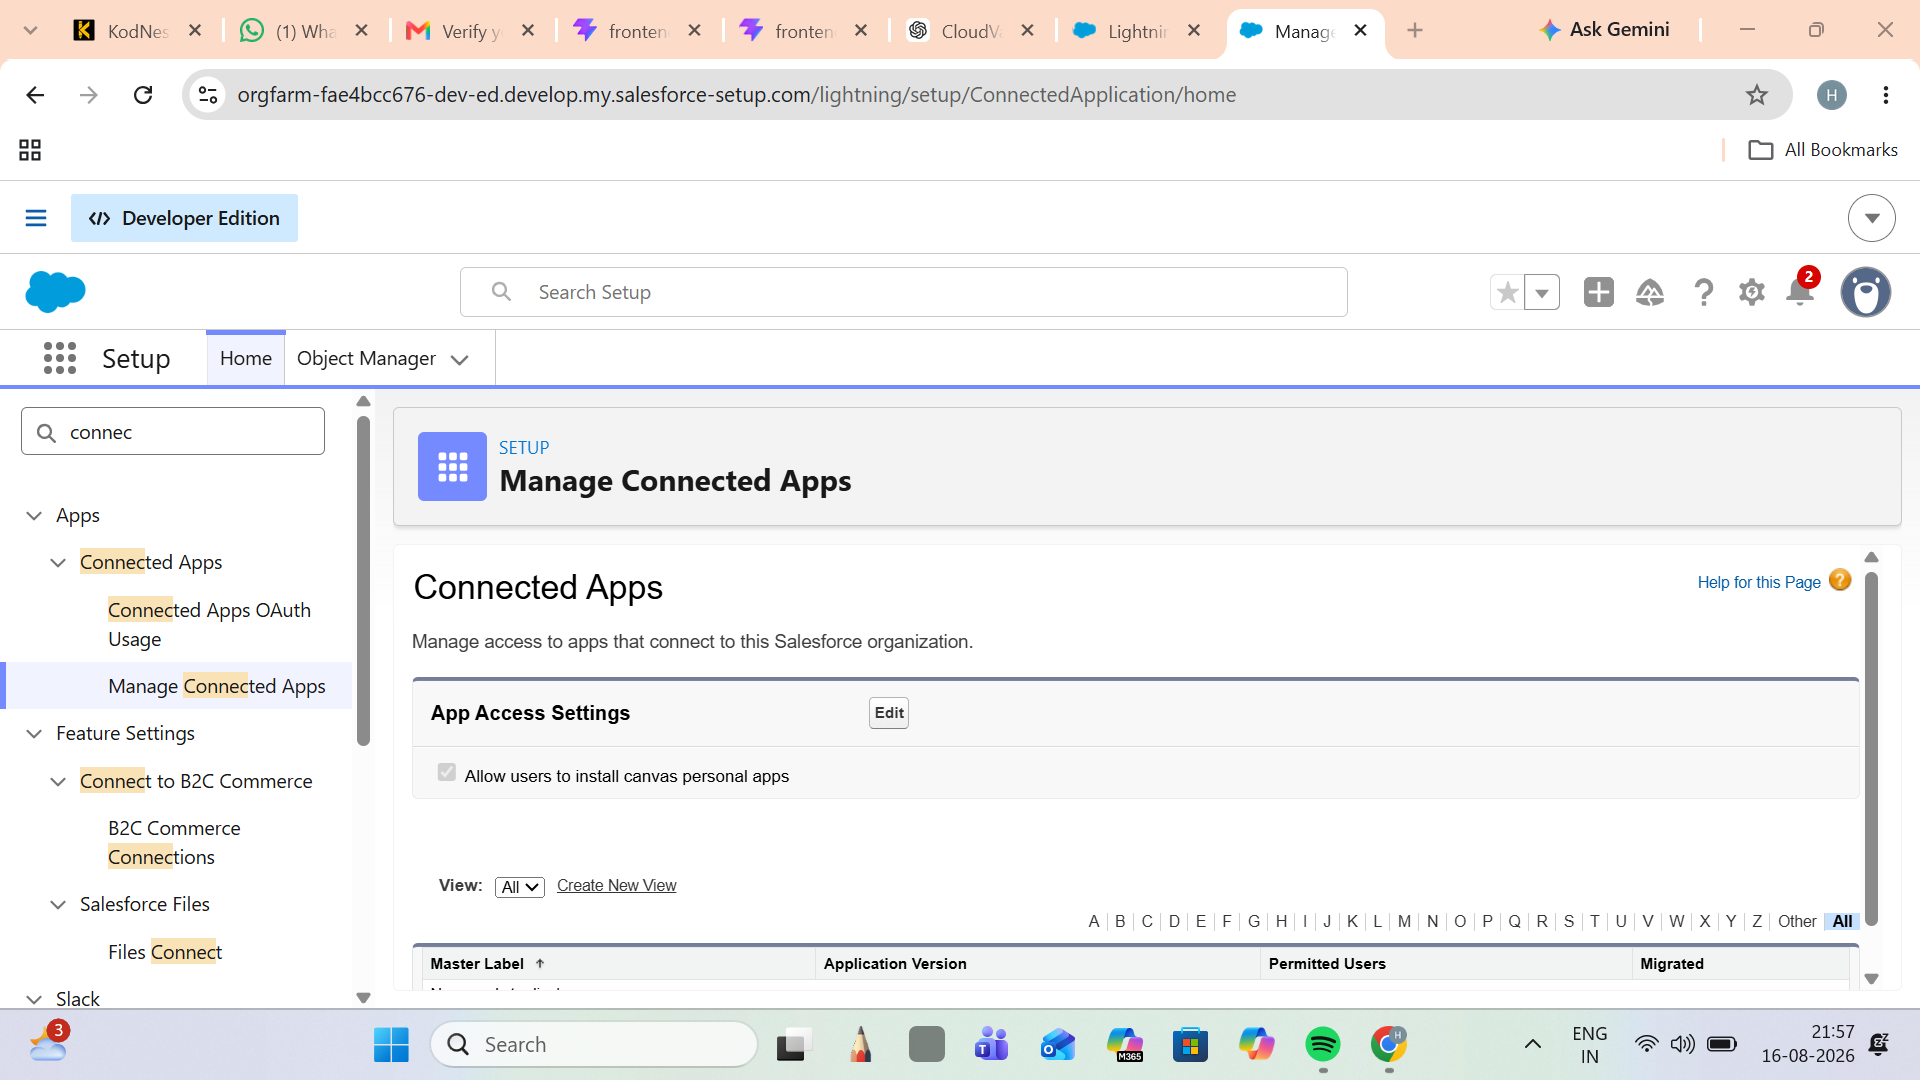 KodNes
(1) Wha
Verify y
fronten
fronten
CloudVa
Lightnin
Manage
Ask Gemini
orgfarm-fae4bcc676-dev-ed.develop.my.salesforce-setup.com/lightning/setup/ConnectedApplication/home
H
All Bookmarks
Developer Edition
Search Setup
2
Setup
Home
Object Manager
connec
SETUP
Manage Connected Apps
Apps
Connected Apps
Connected Apps OAuth
Usage
Manage Connected Apps
Feature Settings
Connect to B2C Commerce
B2C Commerce
Connections
Salesforce Files
Files Connect
Slack
Connected Apps
Help for this Page ?
Manage access to apps that connect to this Salesforce organization.
App Access Settings
Edit
Allow users to install canvas personal apps
View: All Create New View
A B C D E F G H I J K L M N O P Q R S T U V W X Y Z Other All
Master Label Application Version Permitted Users Migrated
3
Search
M365
H
ENG
IN
21:57
16-08-2026